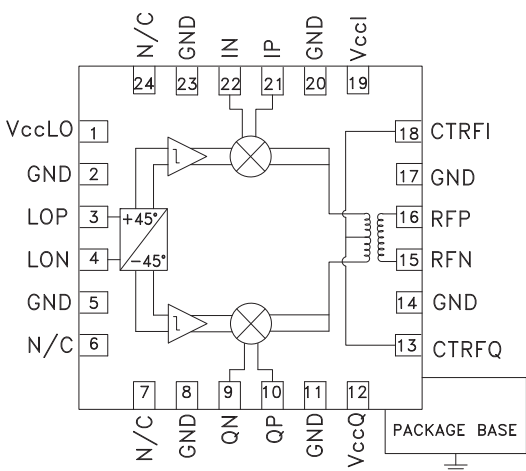 N/C GND IN IP GND VccI
24 23 22 21 20 19
VccLO 1
GND 2
LOP 3
LON 4
GND 5
N/C 6
+45°
-45°
18 CTRFI
17 GND
16 RFP
15 RFN
14 GND
13 CTRFQ
7 8 9 10 11 12
N/C GND QN QP GND VccQ
PACKAGE BASE